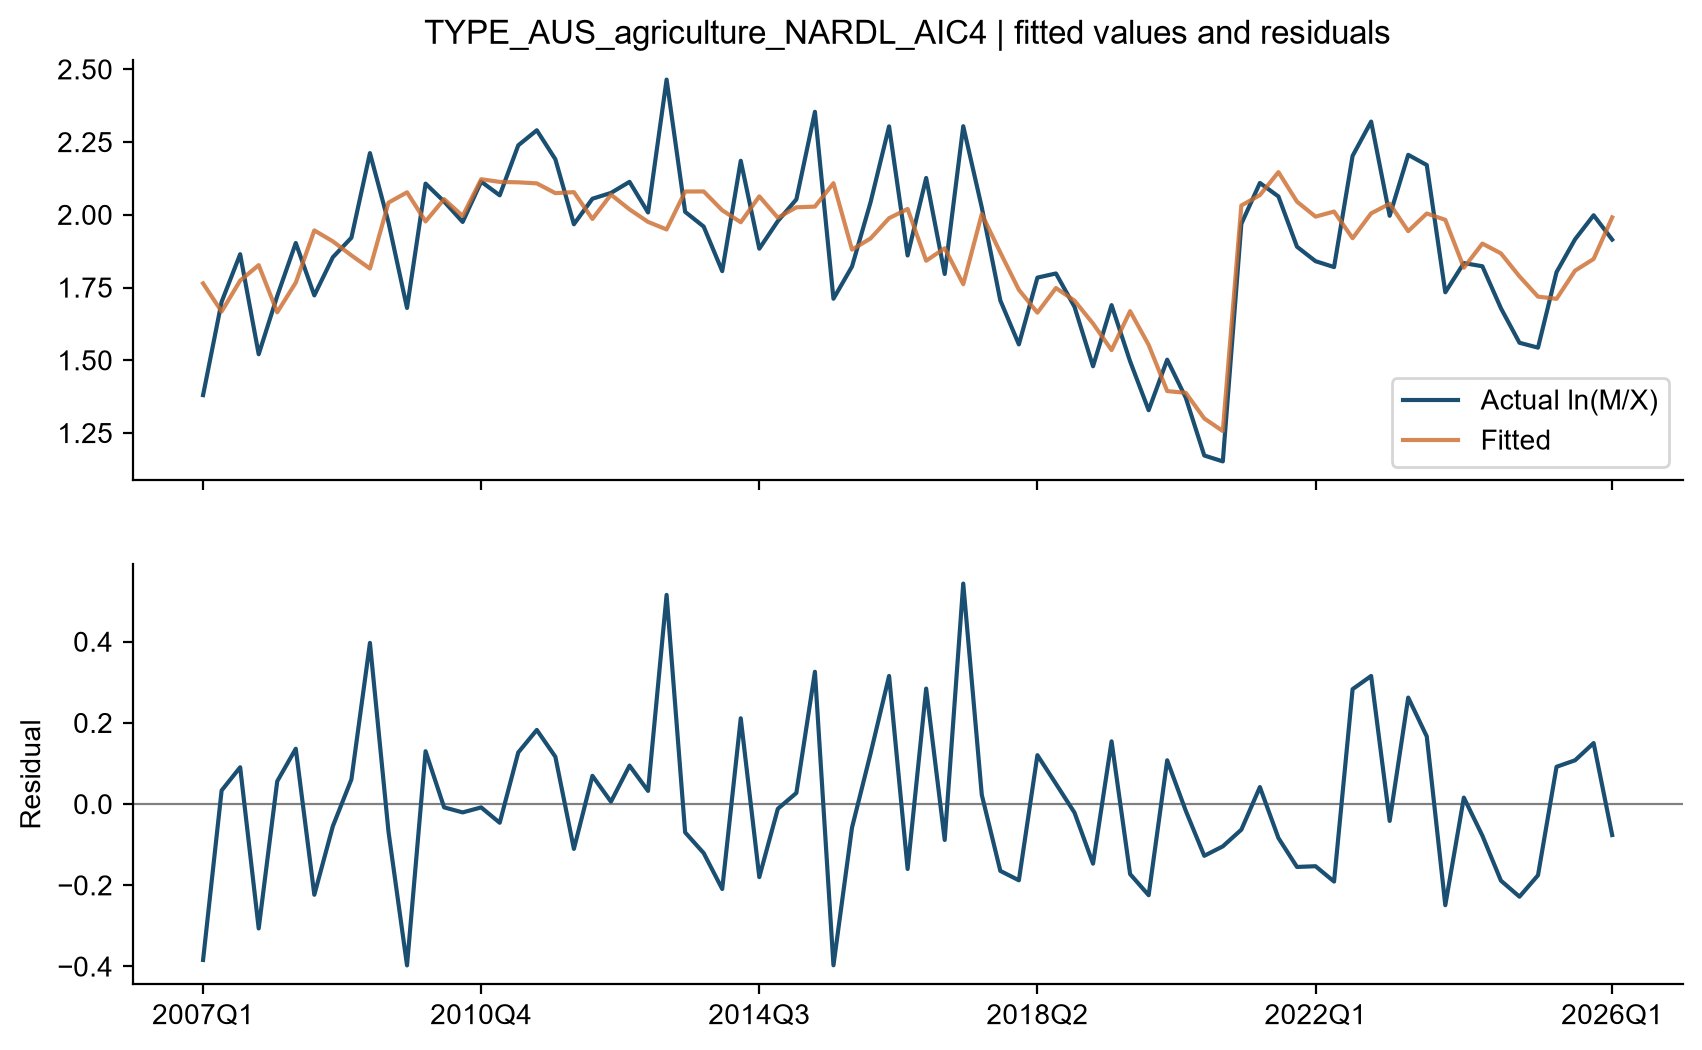 TYPE_AUS_agriculture_NARDL_AIC4 | fitted values and residuals
2.50
2.25
2.00
1.75
1.50
1.25
Actual ln(M/X)
Fitted
Residual
0.4
0.2
0.0
−0.2
−0.4
2007Q1 2010Q4 2014Q3 2018Q2 2022Q1 2026Q1